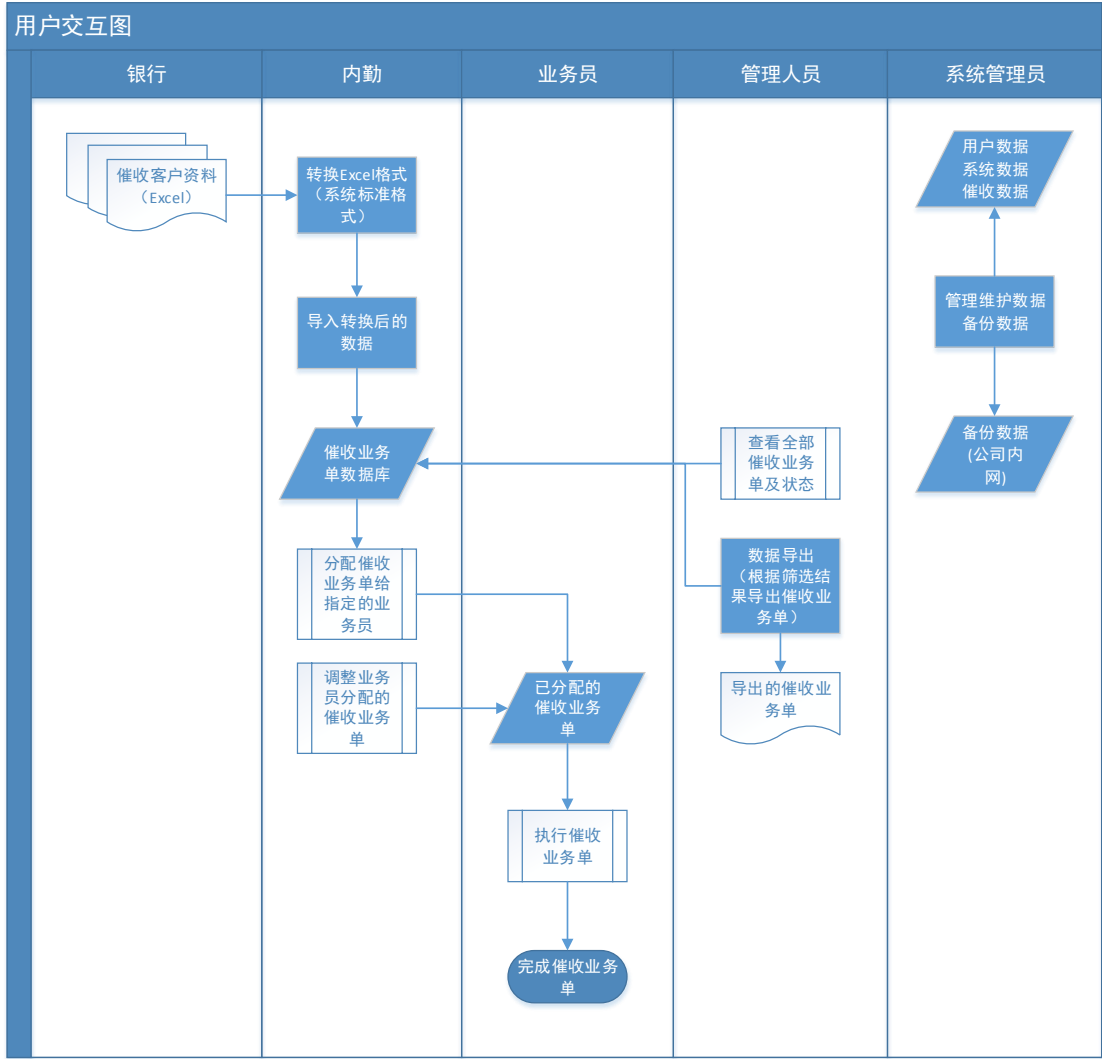 用户交互图
银行
内勤
业务员
管理人员
系统管理员
催收客户资料
（Excel）
转换Excel格式
（系统标准格
式）
导入转换后的
数据
催收业务
单数据库
分配催收
业务单给
指定的业
务员
调整业务
员分配的
催收业务
单
已分配的
催收业务
单
执行催收
业务单
完成催收业务
单
查看全部
催收业务
单及状态
数据导出
（根据筛选结
果导出催收业
务单）
导出的催收业
务单
用户数据
系统数据
催收数据
管理维护数据
备份数据
备份数据
(公司内
网)